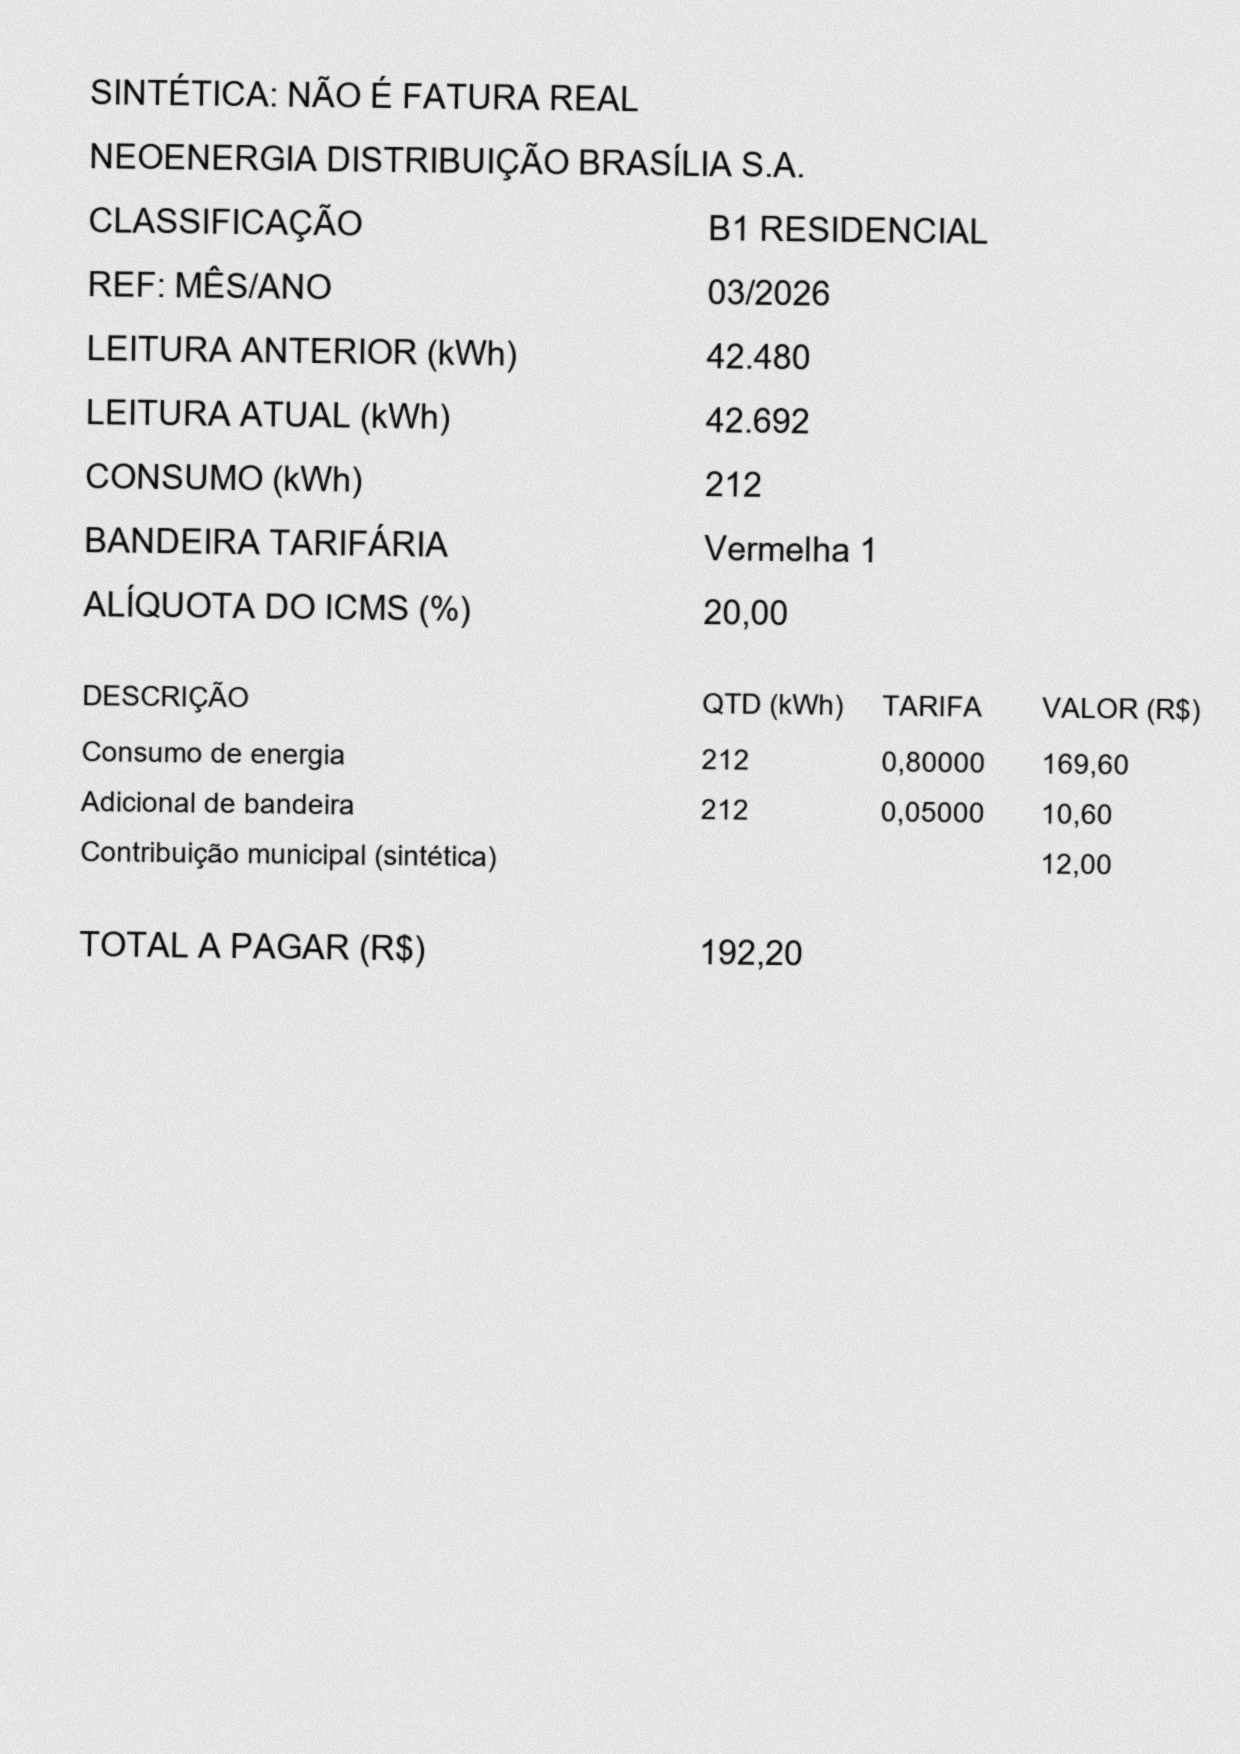 SINTÉTICA: NÃO É FATURA REAL
NEOENERGIA DISTRIBUIÇÃO BRASÍLIA S.A.
CLASSIFICAÇÃO B1 RESIDENCIAL
REF: MÊS/ANO 03/2026
LEITURA ANTERIOR (kWh) 42.480
LEITURA ATUAL (kWh) 42.692
CONSUMO (kWh) 212
BANDEIRA TARIFÁRIA Vermelha 1
ALÍQUOTA DO ICMS (%) 20,00
DESCRIÇÃO QTD (kWh) TARIFA VALOR (R$)
Consumo de energia 212 0,80000 169,60
Adicional de bandeira 212 0,05000 10,60
Contribuição municipal (sintética) 12,00
TOTAL A PAGAR (R$) 192,20